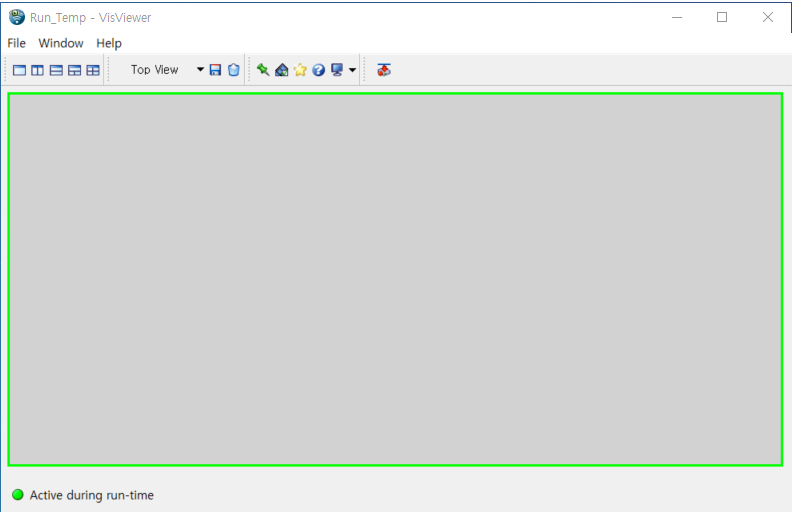 Run_Temp - VisViewer
File Window Help
Top View
Active during run-time